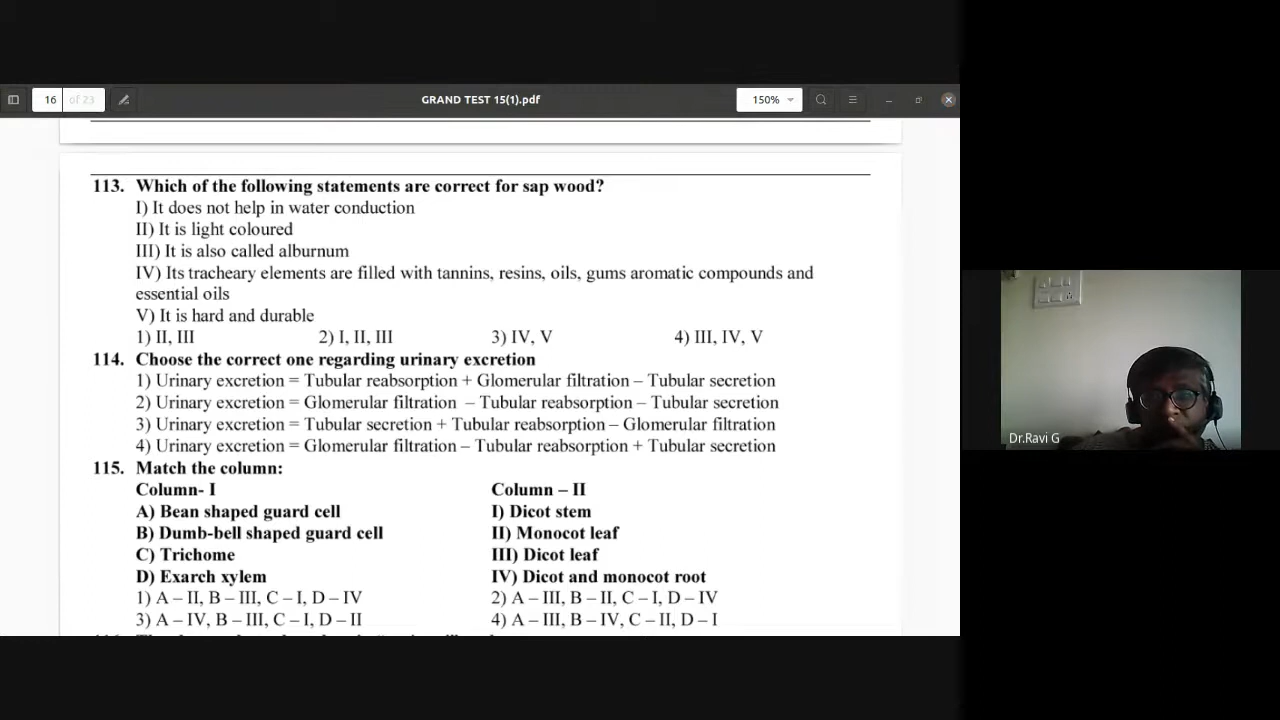 16 of 23
GRAND TEST 15(1).pdf
150%
113. Which of the following statements are correct for sap wood?
I) It does not help in water conduction
II) It is light coloured
III) It is also called alburnum
IV) Its tracheary elements are filled with tannins, resins, oils, gums aromatic compounds and
essential oils
V) It is hard and durable
1) II, III 2) I, II, III 3) IV, V 4) III, IV, V
114. Choose the correct one regarding urinary excretion
1) Urinary excretion = Tubular reabsorption + Glomerular filtration – Tubular secretion
2) Urinary excretion = Glomerular filtration – Tubular reabsorption – Tubular secretion
3) Urinary excretion = Tubular secretion + Tubular reabsorption – Glomerular filtration
4) Urinary excretion = Glomerular filtration – Tubular reabsorption + Tubular secretion
115. Match the column:
Column- I Column – II
A) Bean shaped guard cell I) Dicot stem
B) Dumb-bell shaped guard cell II) Monocot leaf
C) Trichome III) Dicot leaf
D) Exarch xylem IV) Dicot and monocot root
1) A – II, B – III, C – I, D – IV 2) A – III, B – II, C – I, D – IV
3) A – IV, B – III, C – I, D – II 4) A – III, B – IV, C – II, D – I
Dr.Ravi G